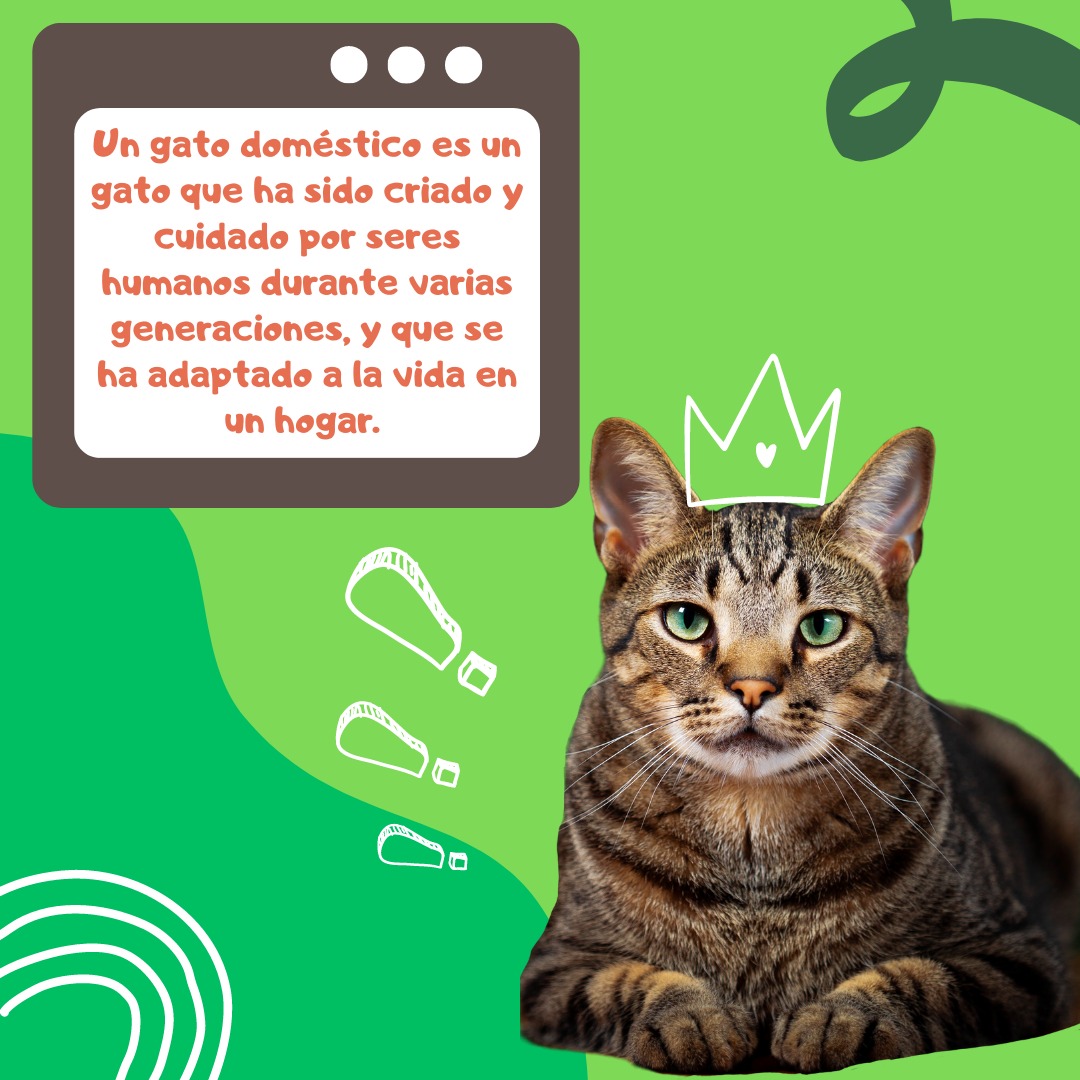 Un gato doméstico es un
gato que ha sido criado y
cuidado por seres
humanos durante varias
generaciones, y que se
ha adaptado a la vida en
un hogar.